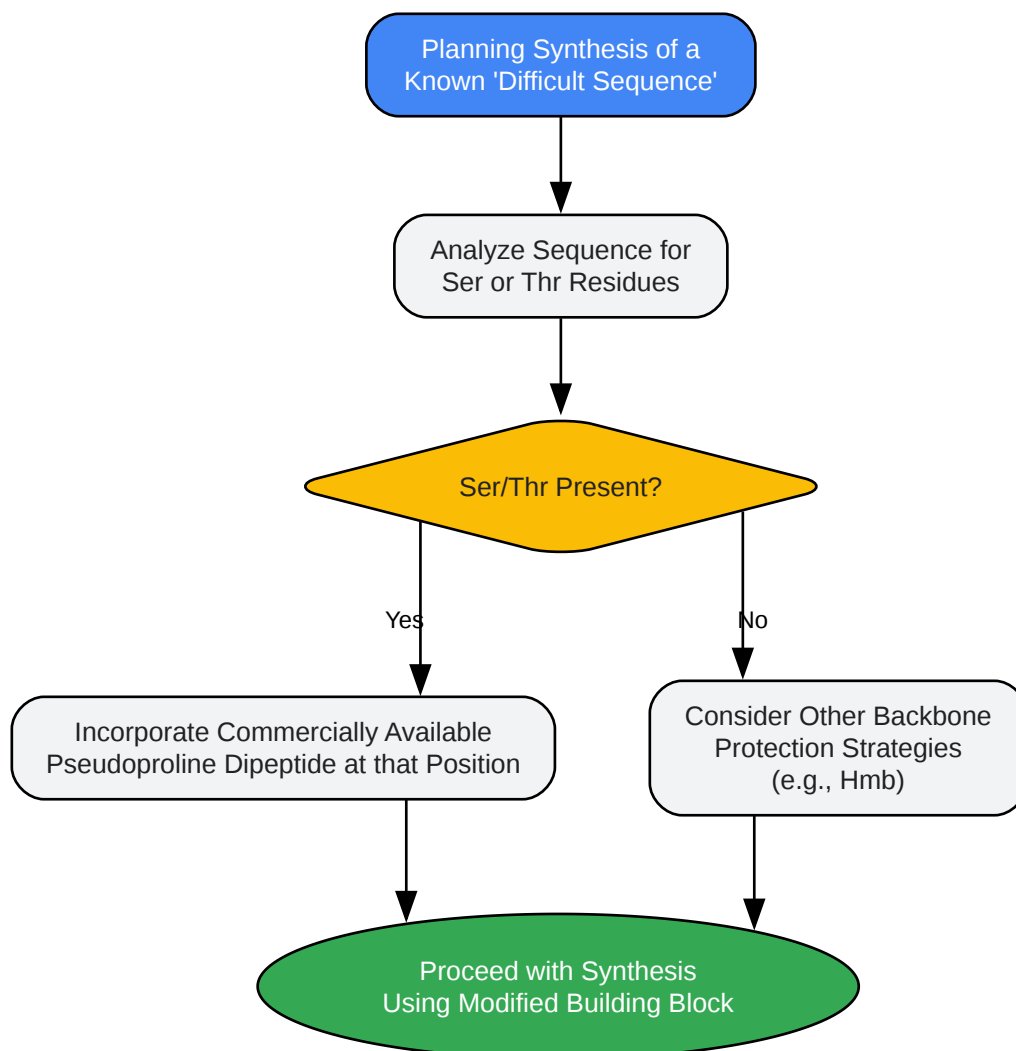 Planning Synthesis of a
Known 'Difficult Sequence'
Analyze Sequence for
Ser or Thr Residues
Ser/Thr Present?
Yes
No
Incorporate Commercially Available
Pseudoproline Dipeptide at that Position
Consider Other Backbone
Protection Strategies
(e.g., Hmb)
Proceed with Synthesis
Using Modified Building Block